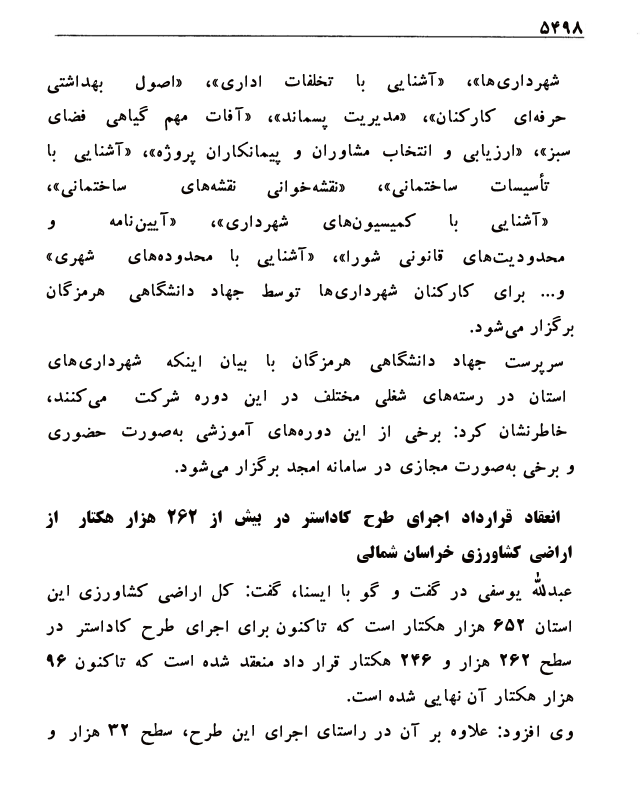 ۵۴۹۸
شهرداری‌ها»، «آشنایی با تخلفات اداری»، «اصول بهداشتی
حرفه‌ای کارکنان»، «مدیریت پسماند»، «آفات مهم گیاهی فضای
سبز»، «ارزیابی و انتخاب مشاوران و پیمانکاران پروژه»، «آشنایی با
تأسیسات ساختمانی»، «نقشه‌خوانی نقشه‌های ساختمانی»،
«آشنایی با کمیسیون‌های شهرداری»، «آیین‌نامه و
محدودیت‌های قانونی شورا»، «آشنایی با محدوده‌های شهری»
و... برای کارکنان شهرداری‌ها توسط جهاد دانشگاهی هرمزگان
برگزار می‌شود.
سرپرست جهاد دانشگاهی هرمزگان با بیان اینکه شهرداری‌های
استان در رسته‌های شغلی مختلف در این دوره شرکت می‌کنند،
خاطرنشان کرد: برخی از این دوره‌های آموزشی به‌صورت حضوری
و برخی به‌صورت مجازی در سامانه امجد برگزار می‌شود.
انعقاد قرارداد اجرای طرح کاداستر در بیش از ۲۶۲ هزار هکتار از
اراضی کشاورزی خراسان شمالی
عبدلله یوسفی در گفت و گو با ایسنا، گفت: کل اراضی کشاورزی این
استان ۶۵۲ هزار هکتار است که تاکنون برای اجرای طرح کاداستر در
سطح ۲۶۲ هزار و ۲۴۶ هکتار قرار داد منعقد شده است که تاکنون ۹۶
هزار هکتار آن نهایی شده است.
وی افزود: علاوه بر آن در راستای اجرای این طرح، سطح ۳۲ هزار و